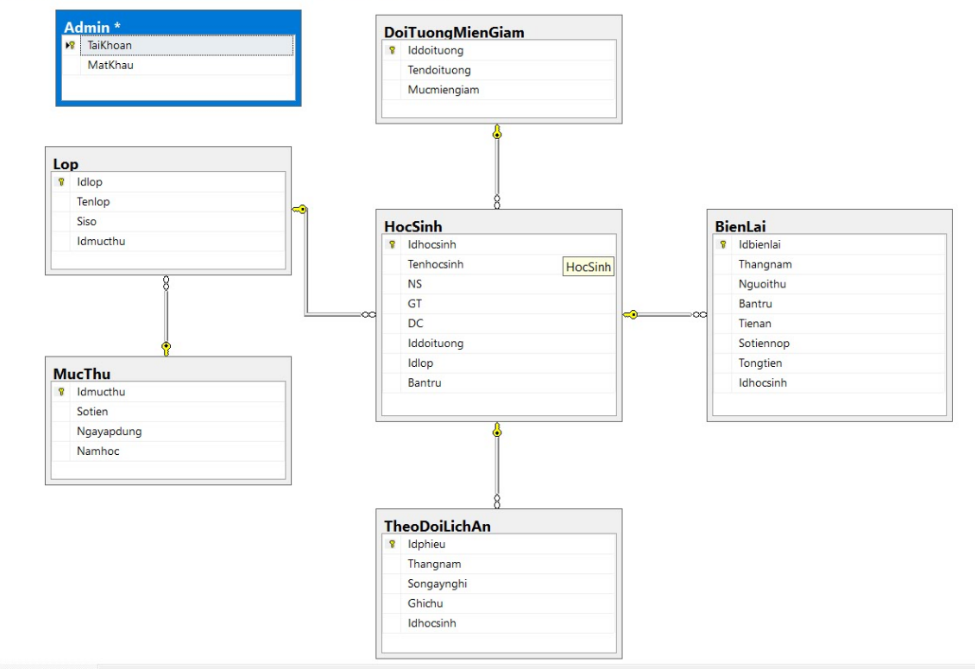 Admin *
TaiKhoan
MatKhau
DoiTuongMienGiam
Iddoituong
Tendoituong
Mucmiengiam
Lop
Idlop
Tenlop
Siso
Idmucthu
HocSinh
Idhocsinh
Tenhocsinh
HocSinh
NS
GT
DC
Iddoituong
Idlop
Bantru
BienLai
Idbienlai
Thangnam
Nguoithu
Bantru
Tienan
Sotiennop
Tongtien
Idhocsinh
MucThu
Idmucthu
Sotien
Ngayapdung
Namhoc
TheoDoiLichAn
Idphieu
Thangnam
Songaynghi
Ghichu
Idhocsinh